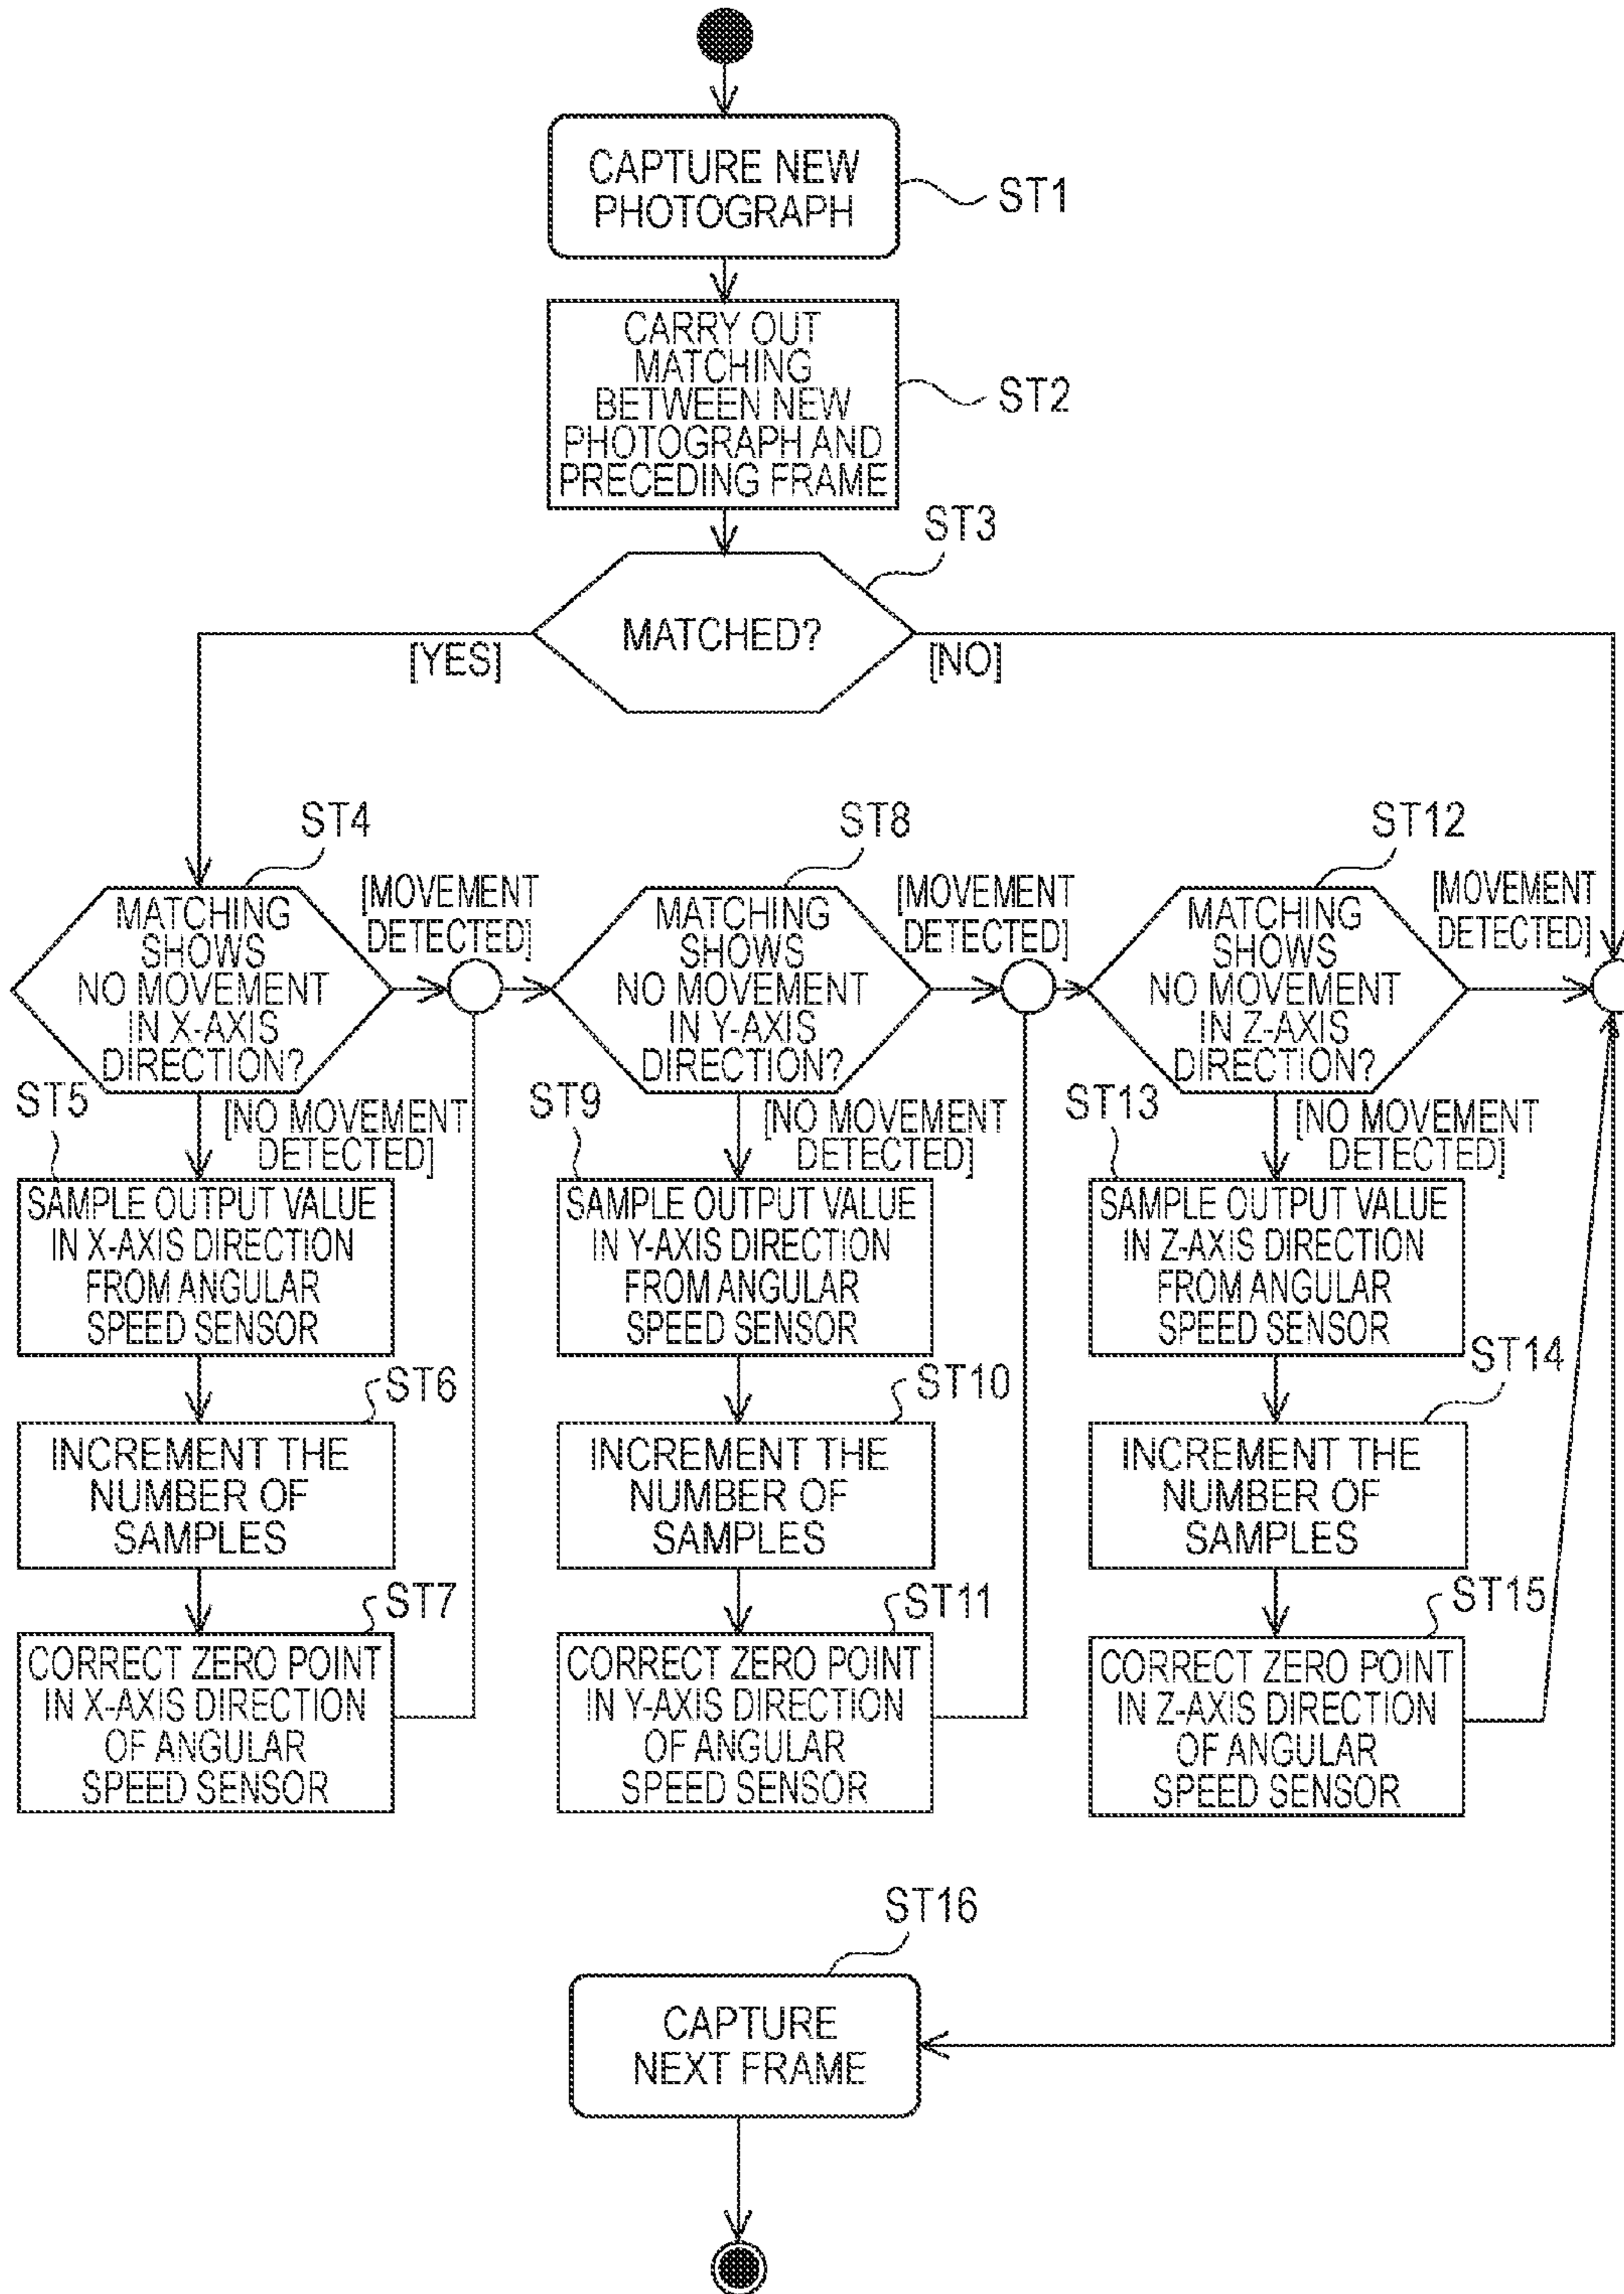 CAPTURE NEW
PHOTOGRAPH
ST1
CARRY OUT
MATCHING
BETWEEN NEW
PHOTOGRAPH AND
PRECEDING FRAME
ST2
ST3
MATCHED?
[YES]
[NO]
ST4
MATCHING
SHOWS
NO MOVEMENT
IN X-AXIS
DIRECTION?
[MOVEMENT
DETECTED]
ST8
MATCHING
SHOWS
NO MOVEMENT
IN Y-AXIS
DIRECTION?
[MOVEMENT
DETECTED]
ST12
MATCHING
SHOWS
NO MOVEMENT
IN Z-AXIS
DIRECTION?
[MOVEMENT
DETECTED]
ST5
[NO MOVEMENT
DETECTED]
SAMPLE OUTPUT VALUE
IN X-AXIS DIRECTION
FROM ANGULAR
SPEED SENSOR
ST6
INCREMENT THE
NUMBER OF
SAMPLES
ST7
CORRECT ZERO POINT
IN X-AXIS DIRECTION
OF ANGULAR
SPEED SENSOR
ST9
[NO MOVEMENT
DETECTED]
SAMPLE OUTPUT VALUE
IN Y-AXIS DIRECTION
FROM ANGULAR
SPEED SENSOR
ST10
INCREMENT THE
NUMBER OF
SAMPLES
ST11
CORRECT ZERO POINT
IN Y-AXIS DIRECTION
OF ANGULAR
SPEED SENSOR
ST13
[NO MOVEMENT
DETECTED]
SAMPLE OUTPUT VALUE
IN Z-AXIS DIRECTION
FROM ANGULAR
SPEED SENSOR
ST14
INCREMENT THE
NUMBER OF
SAMPLES
ST15
CORRECT ZERO POINT
IN Z-AXIS DIRECTION
OF ANGULAR
SPEED SENSOR
ST16
CAPTURE
NEXT FRAME